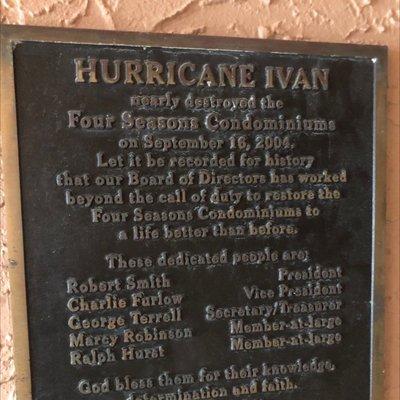 HURRICANE IVAN
nearly destroyed the
Four Seasons Condominiums
on September 16, 2004.
Let it be recorded for history
that our Board of Directors has worked
beyond the call of duty to restore the
Four Seasons Condominiums to
a life better than before.
These dedicated people are:
Robert Smith President
Charlie Furlow Vice President
George Terrell Secretary/Treasurer
Marcy Robinson Member-at-large
Ralph Hurst Member-at-large
God bless them for their knowledge,
determination and faith.